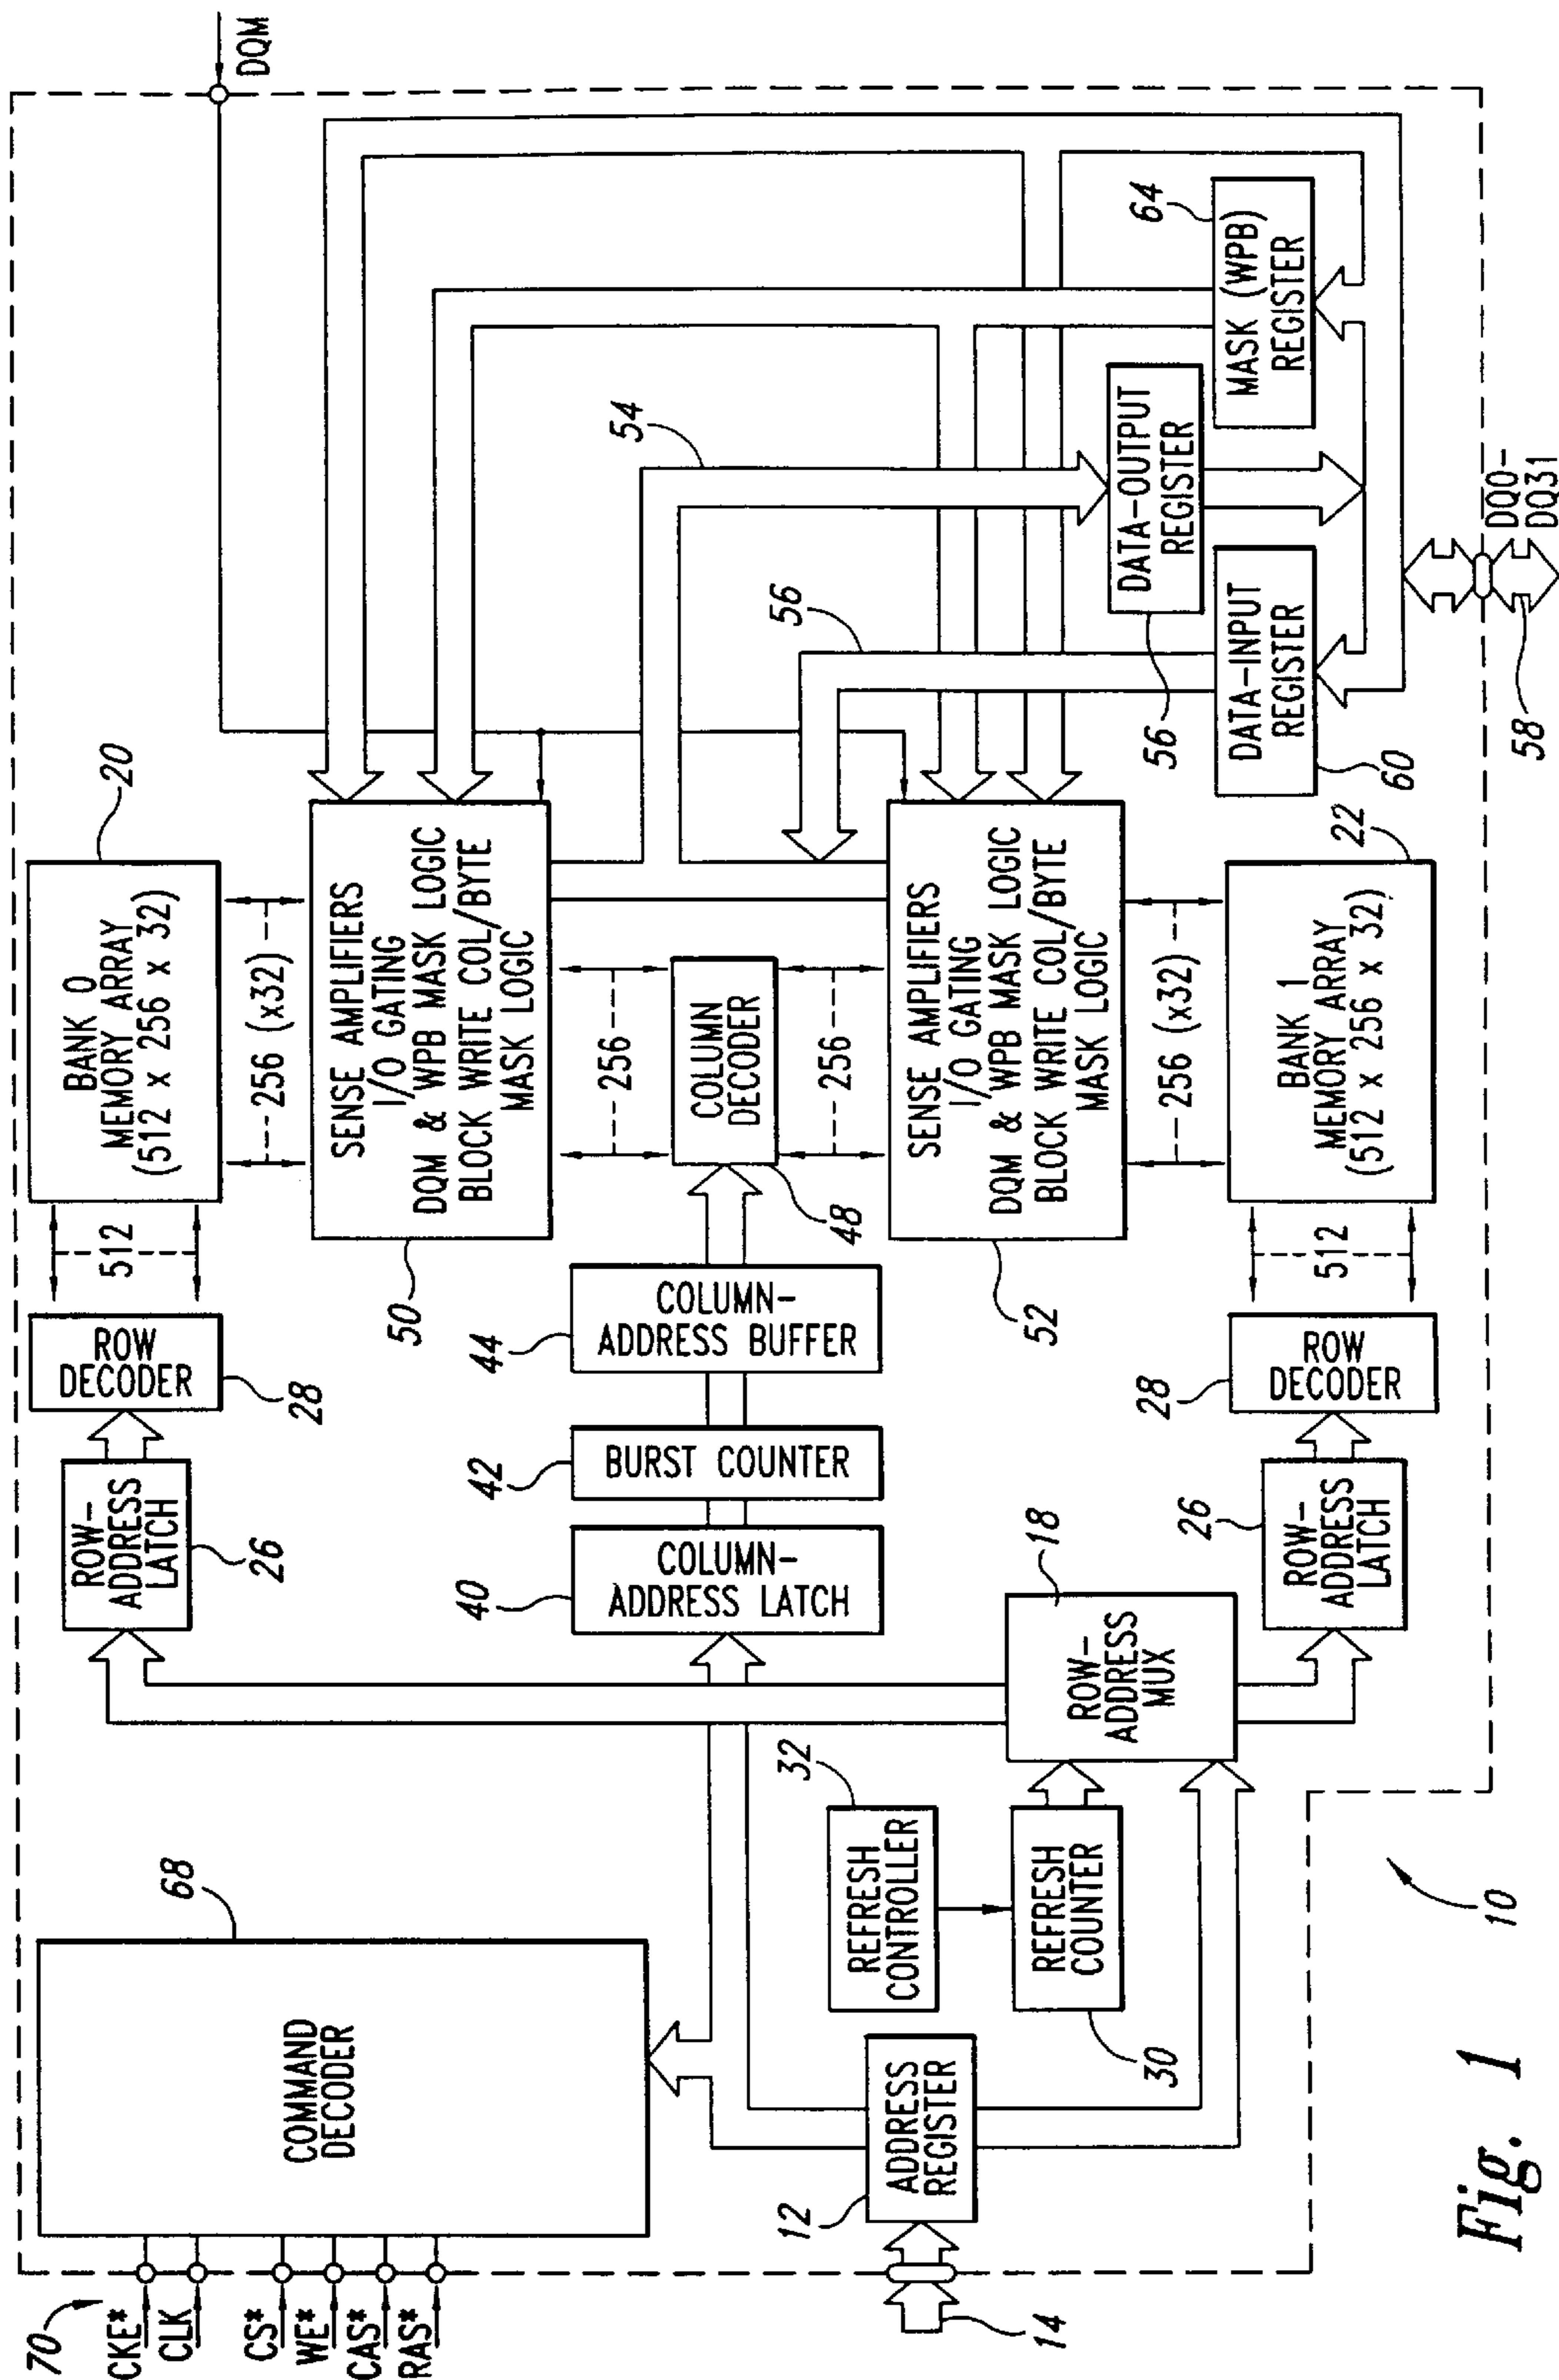 70
CKE*
CLK
CS*
WE*
CAS*
RAS*
COMMAND
DECODER
68
14
12
ADDRESS
REGISTER
REFRESH
CONTROLLER
32
REFRESH
COUNTER
30
ROW-
ADDRESS
MUX
18
ROW-
ADDRESS
LATCH
26
ROW
DECODER
28
512
BANK 0
MEMORY ARRAY
(512 x 256 x 32)
20
256 (x32)
SENSE AMPLIFIERS
I/O GATING
DQM & WPB MASK LOGIC
BLOCK WRITE COL/BYTE
MASK LOGIC
50
256
COLUMN-
ADDRESS LATCH
40
BURST COUNTER
42
COLUMN-
ADDRESS BUFFER
44
COLUMN
DECODER
48
256
SENSE AMPLIFIERS
I/O GATING
DQM & WPB MASK LOGIC
BLOCK WRITE COL/BYTE
MASK LOGIC
52
256 (x32)
ROW-
ADDRESS
LATCH
26
ROW
DECODER
28
512
BANK 1
MEMORY ARRAY
(512 x 256 x 32)
22
DQM
54
56
DATA-OUTPUT
REGISTER
56
DATA-INPUT
REGISTER
60
MASK (WPB)
REGISTER
64
58
DQ0-
DQ31
10
Fig. 1